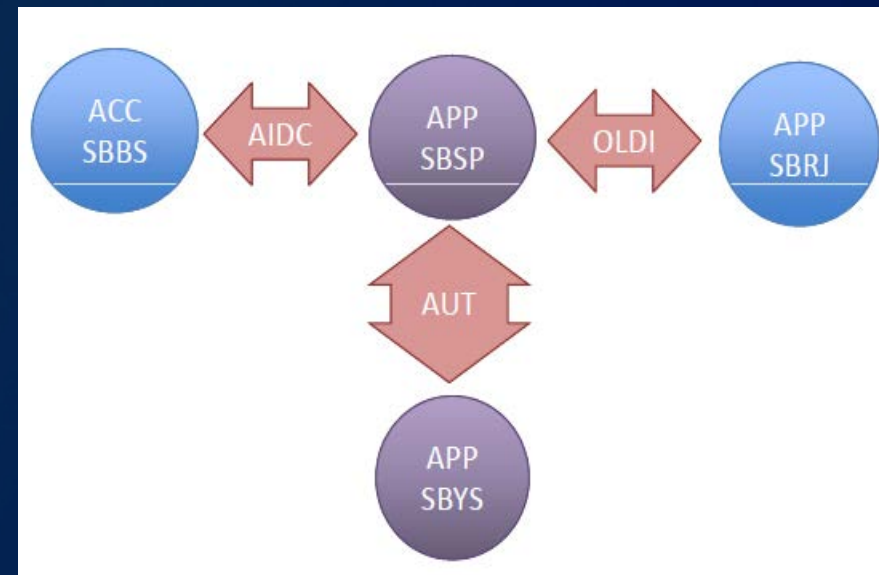 ACC
SBBS
AIDC
APP
SBSP
OLDI
APP
SBRJ
AUT
APP
SBYS